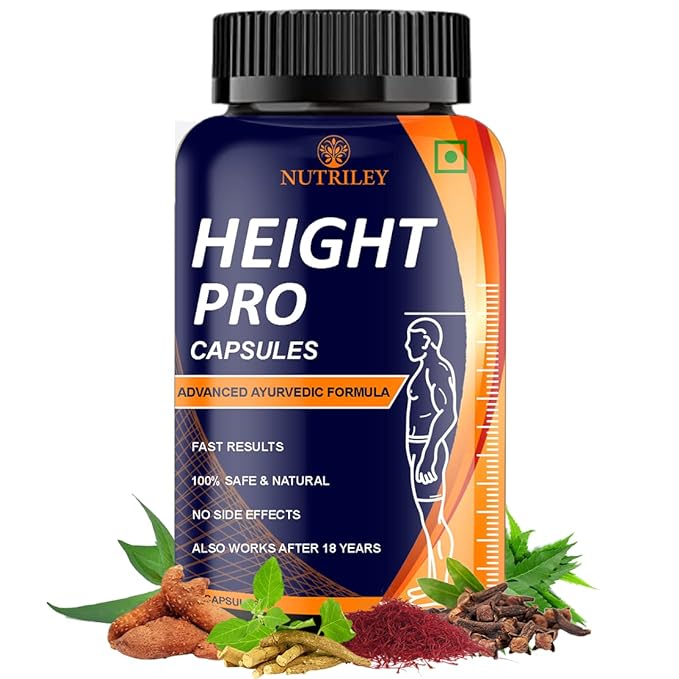 NUTRILEY
HEIGHT
PRO
CAPSULES
ADVANCED AYURVEDIC FORMULA
FAST RESULTS
100% SAFE & NATURAL
NO SIDE EFFECTS
ALSO WORKS AFTER 18 YEARS